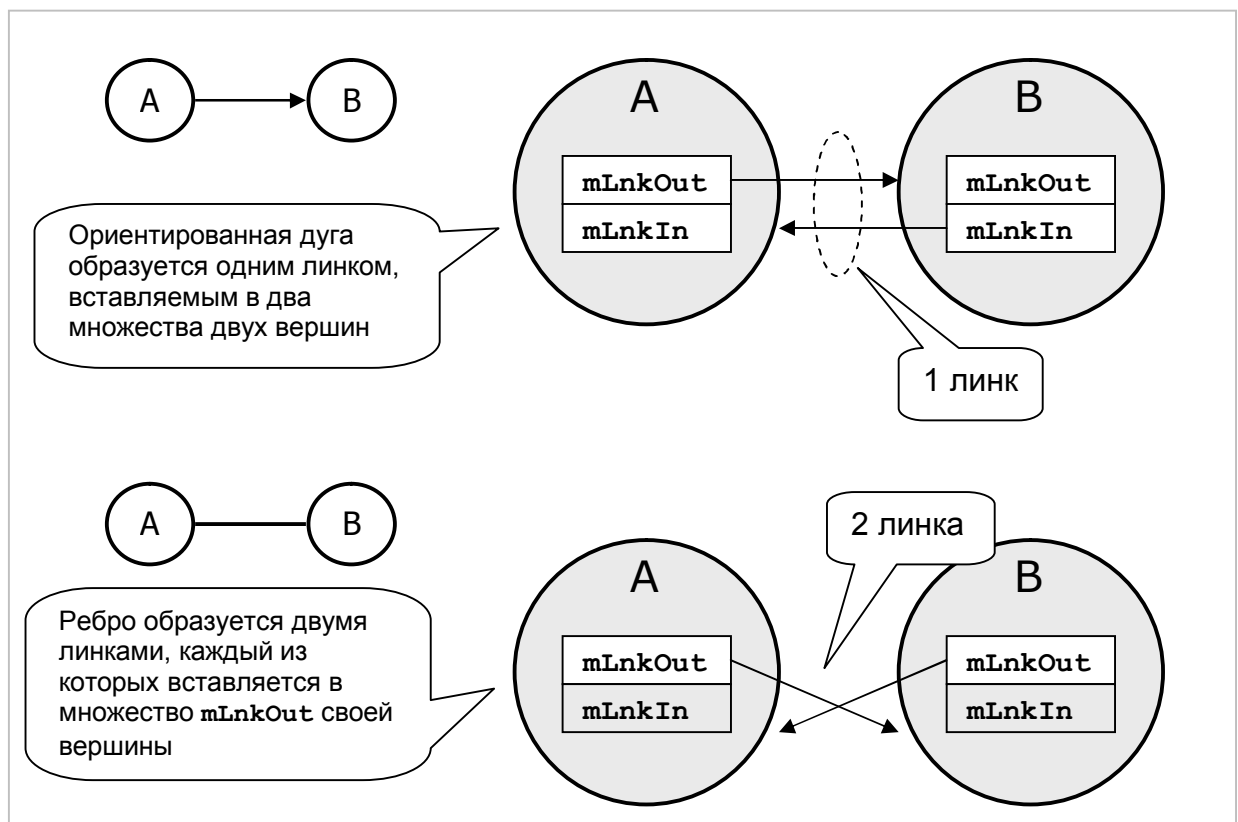 A
B
A
B
mLnkOut
mLnkIn
mLnkOut
mLnkIn
Ориентированная дуга
образуется одним линком,
вставляемым в два
множества двух вершин
1 линк
A
B
2 линка
A
B
Ребро образуется двумя
линками, каждый из
которых вставляется в
множество mLnkOut своей
вершины
mLnkOut
mLnkIn
mLnkOut
mLnkIn